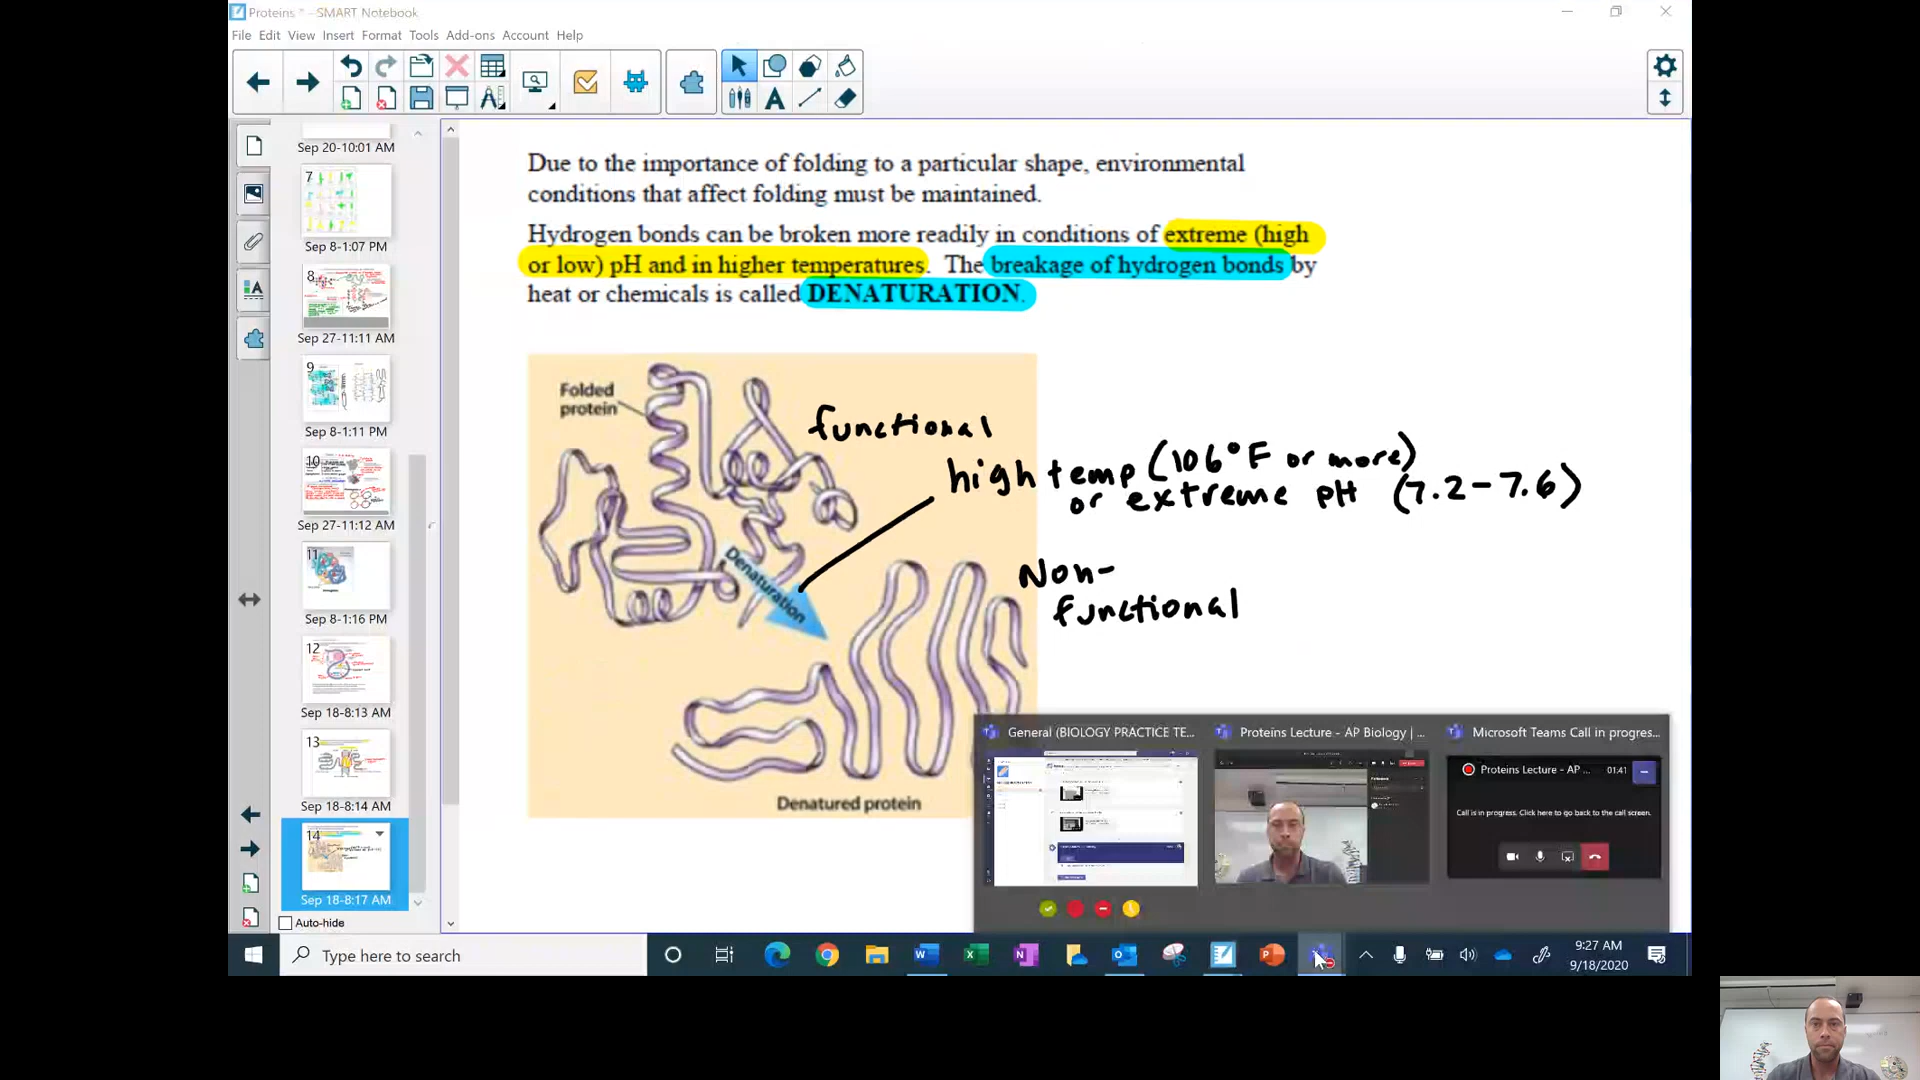 Proteins * - SMART Notebook
File Edit View Insert Format Tools Add-ons Account Help
Sep 20-10:01 AM
7
Sep 8-1:07 PM
8
Sep 27-11:11 AM
9
Sep 8-1:11 PM
10
Sep 27-11:12 AM
11
Sep 8-1:16 PM
12
Sep 18-8:13 AM
13
Sep 18-8:14 AM
14
Sep 18-8:17 AM
Auto-hide
Due to the importance of folding to a particular shape, environmental
conditions that affect folding must be maintained.
Hydrogen bonds can be broken more readily in conditions of extreme (high
or low) pH and in higher temperatures. The breakage of hydrogen bonds by
heat or chemicals is called DENATURATION.
Folded
protein
functional
high temp (106°F or more)
or extreme pH (7.2-7.6)
Denaturation
Non-
functional
Denatured protein
General (BIOLOGY PRACTICE TE...
Proteins Lecture - AP Biology | ...
Microsoft Teams Call in progres...
Proteins Lecture - AP ... 01:41
Call is in progress. Click here to go back to the call screen.
Type here to search
9:27 AM
9/18/2020